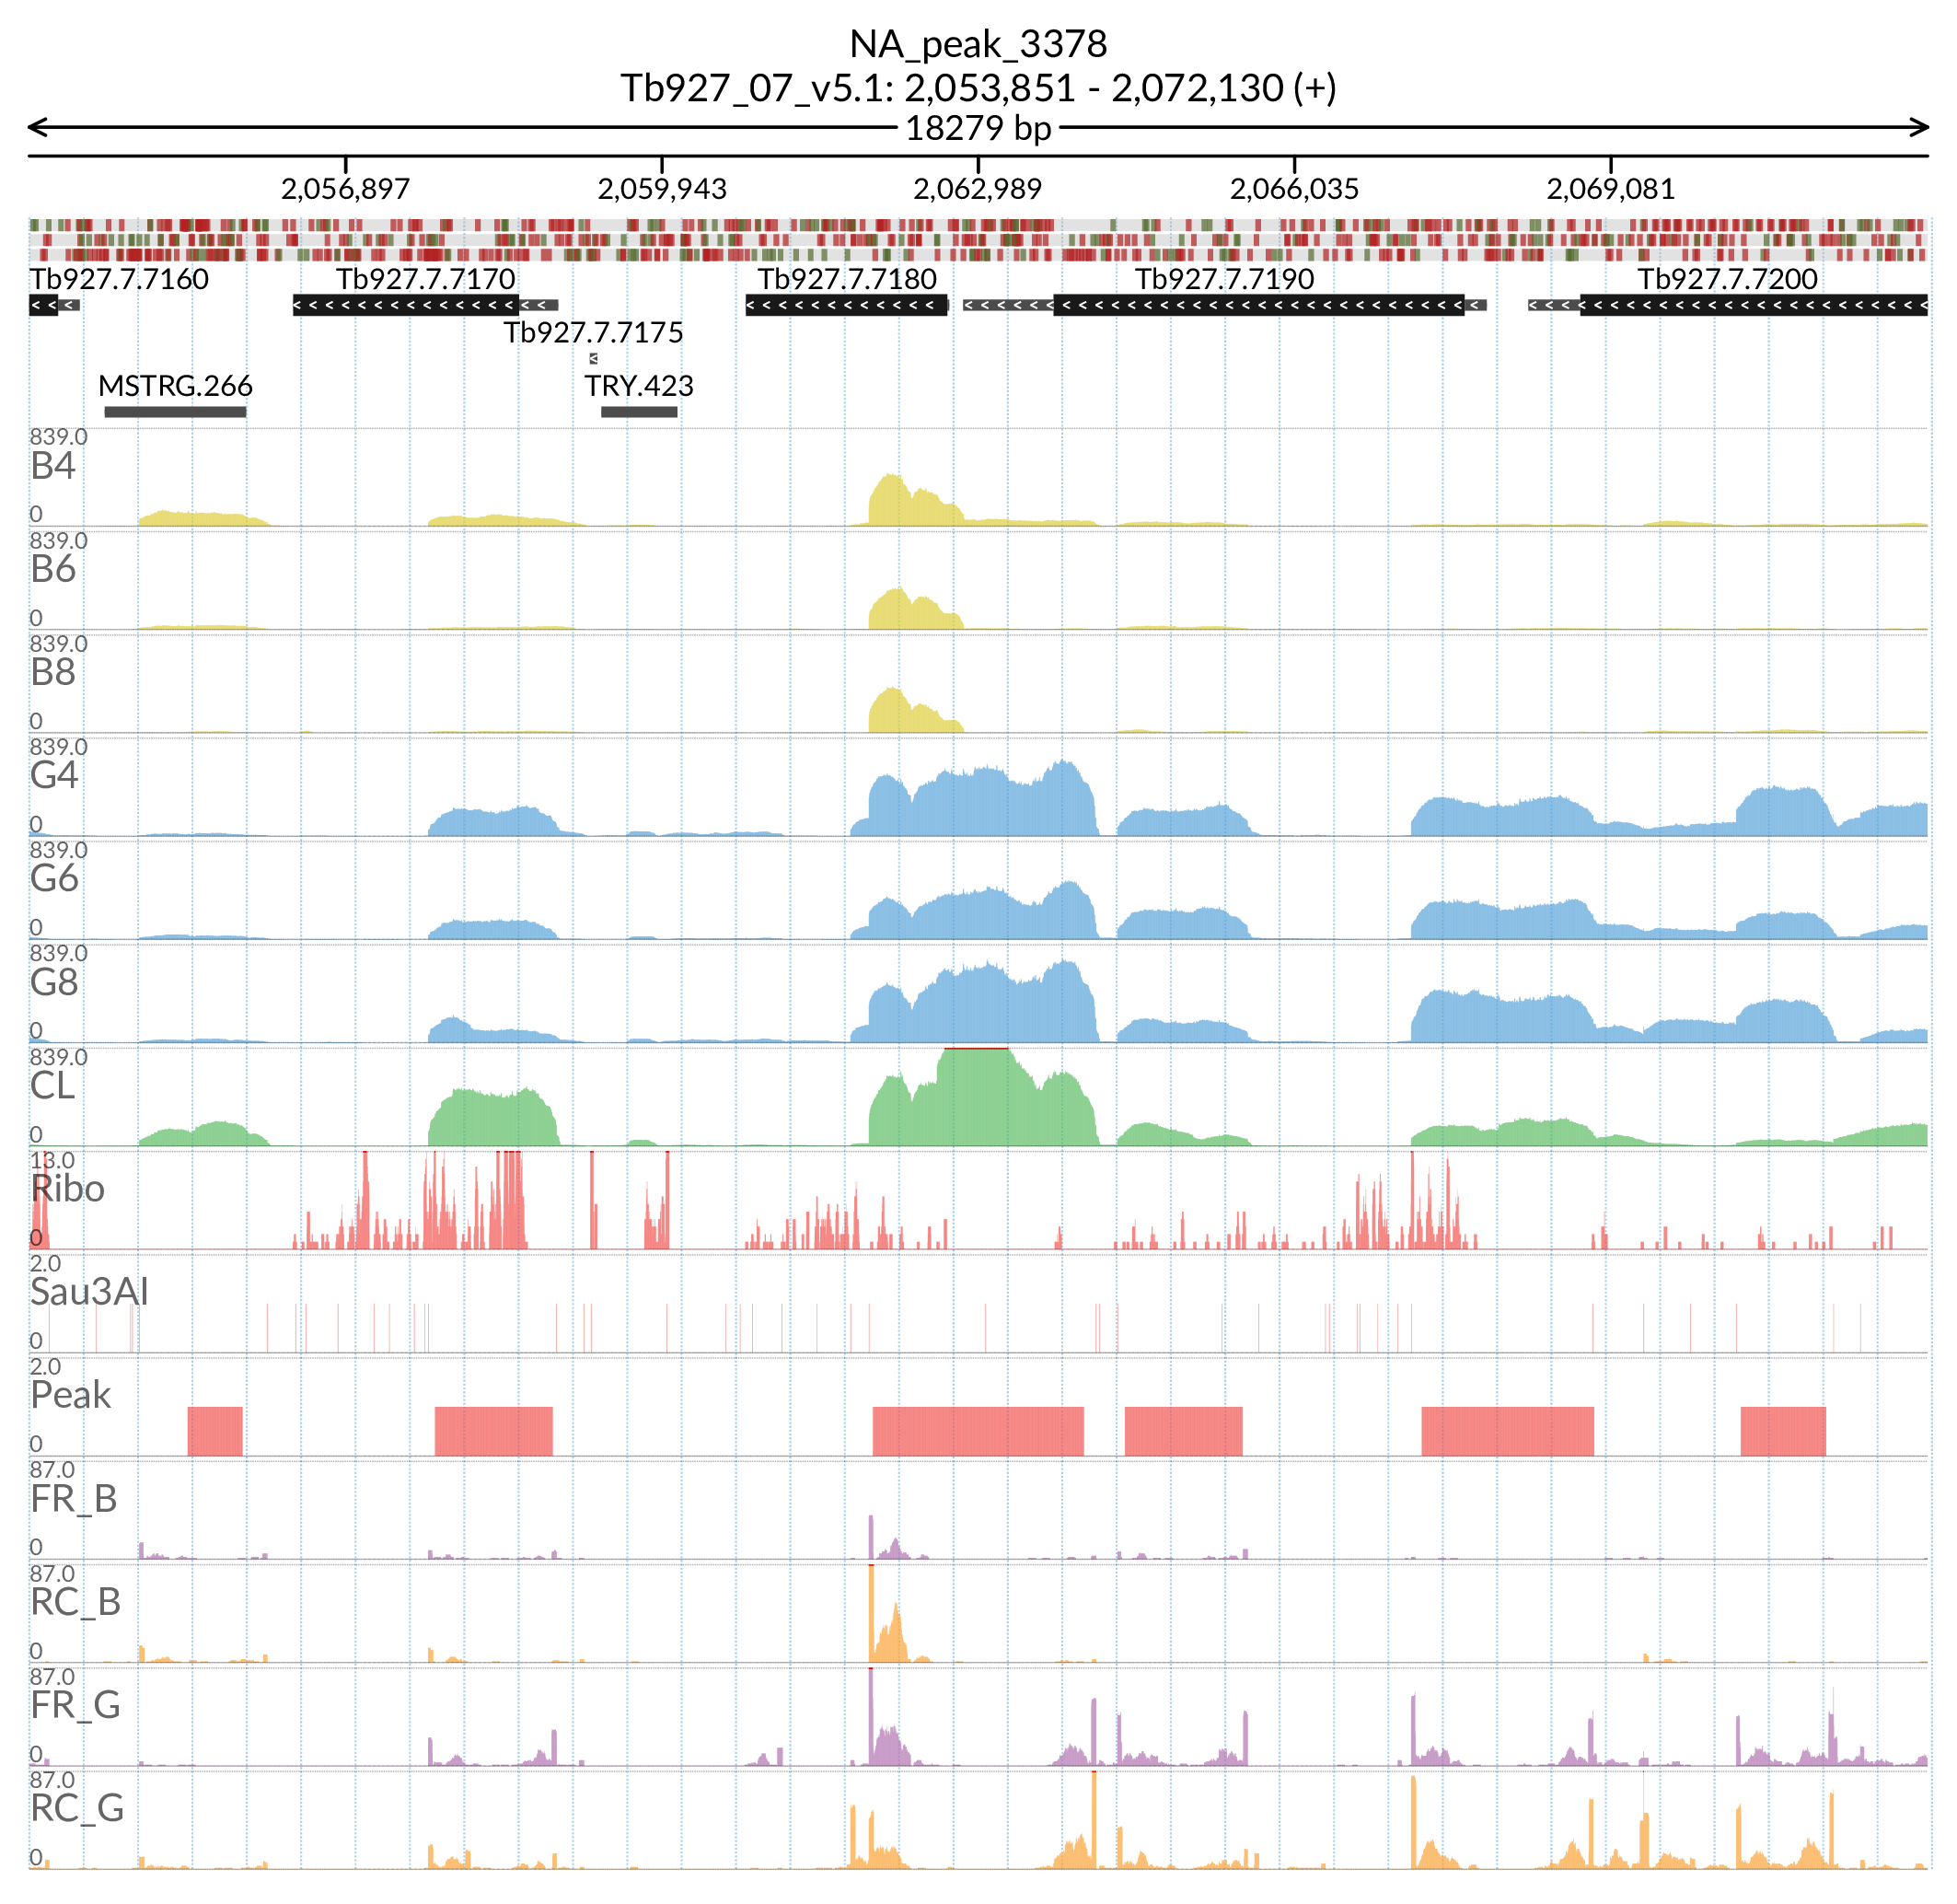 NA_peak_3378
Tb927_07_v5.1: 2,053,851 - 2,072,130 (+)
18279 bp
2,056,897 2,059,943 2,062,989 2,066,035 2,069,081
Tb927.7.7160 Tb927.7.7170 Tb927.7.7180 Tb927.7.7190 Tb927.7.7200
Tb927.7.7175
MSTRG.266 TRY.423
839.0
B4
0
839.0
B6
0
839.0
B8
0
839.0
G4
0
839.0
G6
0
839.0
G8
0
839.0
CL
0
13.0
Ribo
0
2.0
Sau3AI
0
2.0
Peak
0
87.0
FR_B
0
87.0
RC_B
0
87.0
FR_G
0
87.0
RC_G
0